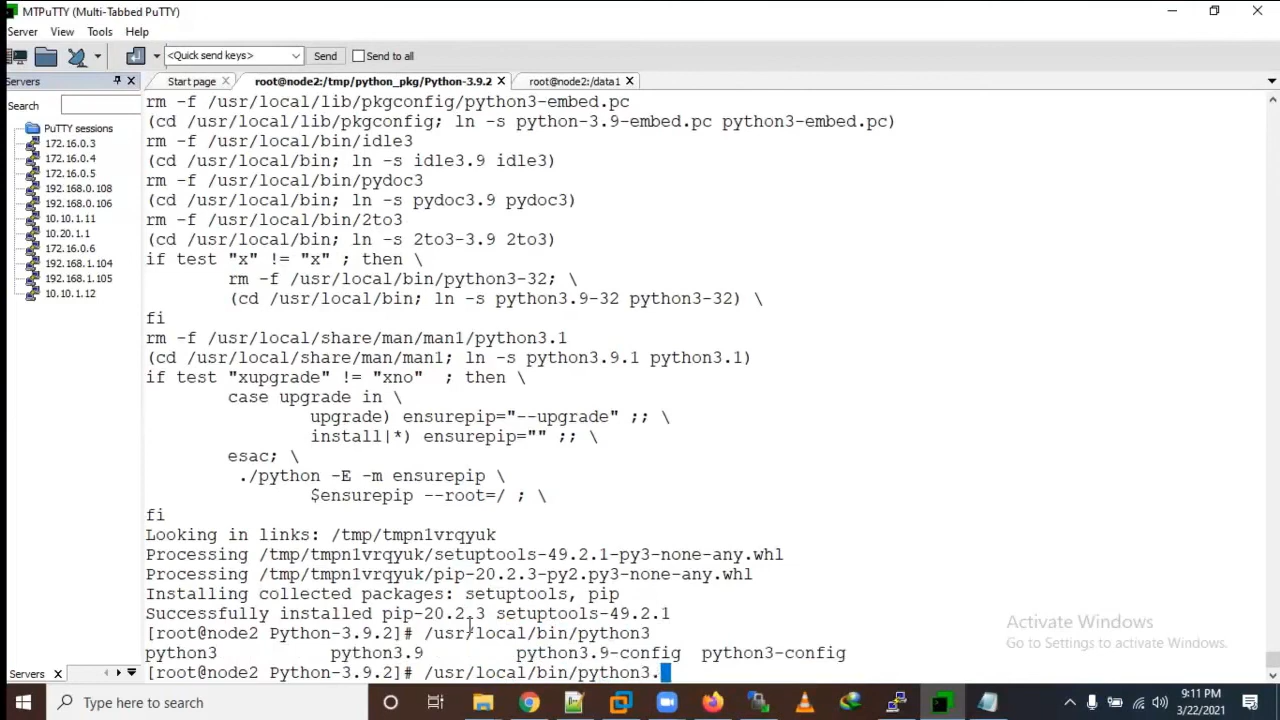 MTPuTTY (Multi-Tabbed PuTTY)
Server View Tools Help
<Quick send keys> Send Send to all
Servers
Start page root@node2:/tmp/python_pkg/Python-3.9.2 root@node2:/data1
Search
PuTTY sessions
172.16.0.3
172.16.0.4
172.16.0.5
192.168.0.108
192.168.0.106
10.10.1.11
10.20.1.1
172.16.0.6
192.168.1.104
192.168.1.105
10.10.1.12
Servers
rm -f /usr/local/lib/pkgconfig/python3-embed.pc
(cd /usr/local/lib/pkgconfig; ln -s python-3.9-embed.pc python3-embed.pc)
rm -f /usr/local/bin/idle3
(cd /usr/local/bin; ln -s idle3.9 idle3)
rm -f /usr/local/bin/pydoc3
(cd /usr/local/bin; ln -s pydoc3.9 pydoc3)
rm -f /usr/local/bin/2to3
(cd /usr/local/bin; ln -s 2to3-3.9 2to3)
if test "x" != "x" ; then \
rm -f /usr/local/bin/python3-32; \
(cd /usr/local/bin; ln -s python3.9-32 python3-32) \
fi
rm -f /usr/local/share/man/man1/python3.1
(cd /usr/local/share/man/man1; ln -s python3.9.1 python3.1)
if test "xupgrade" != "xno" ; then \
case upgrade in \
upgrade) ensurepip="--upgrade" ;; \
install|*) ensurepip="" ;; \
esac; \
./python -E -m ensurepip \
$ensurepip --root=/ ; \
fi
Looking in links: /tmp/tmpn1vrqyuk
Processing /tmp/tmpn1vrqyuk/setuptools-49.2.1-py3-none-any.whl
Processing /tmp/tmpn1vrqyuk/pip-20.2.3-py2.py3-none-any.whl
Installing collected packages: setuptools, pip
Successfully installed pip-20.2.3 setuptools-49.2.1
[root@node2 Python-3.9.2]# /usr/local/bin/python3
python3 python3.9 python3.9-config python3-config
[root@node2 Python-3.9.2]# /usr/local/bin/python3.
Activate Windows
Go to Settings to activate Windows.
Type here to search
9:11 PM
3/22/2021